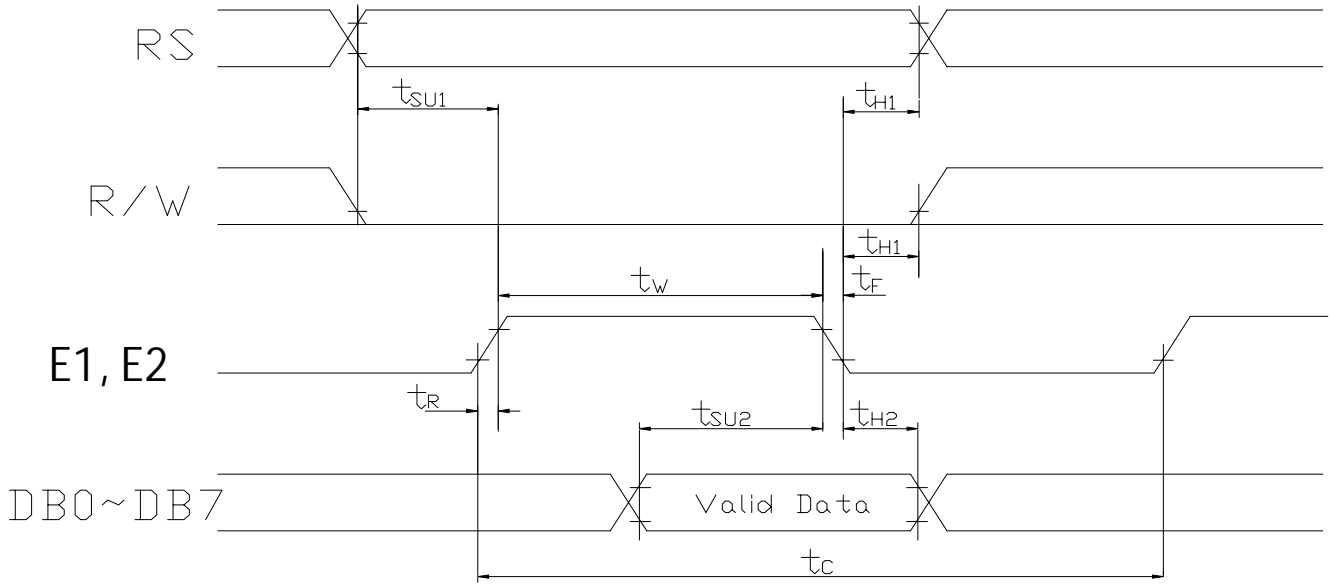 RS
tSU1
tH1
R/W
tH1
tW
tF
E1, E2
tR
tSU2
tH2
DB0~DB7
Valid Data
tC